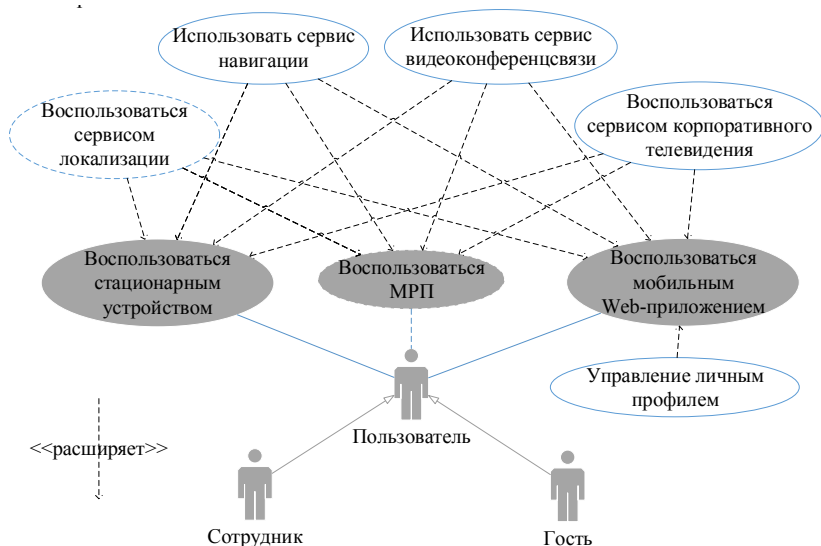 Использовать сервис
навигации
Использовать сервис
видеоконференцсвязи
Воспользоваться
сервисом
локализации
Воспользоваться
сервисом корпоративного
телевидения
Воспользоваться
стационарным
устройством
Воспользоваться
МРП
Воспользоваться
мобильным
Web-приложением
Управление личным
профилем
Пользователь
<<расширяет>>
Сотрудник
Гость